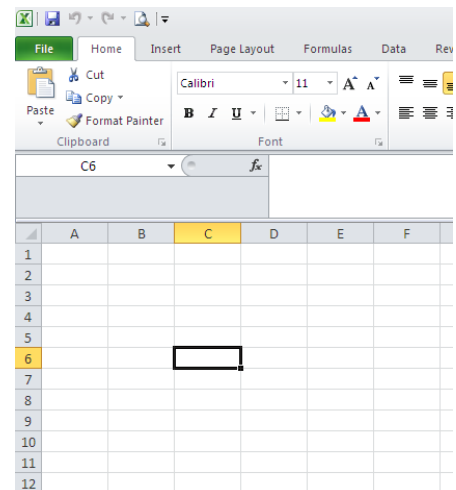 File Home Insert Page Layout Formulas Data Rev
Cut
Copy
Format Painter
Paste
Clipboard
Calibri 11 A A
B I U A
Font
C6 fx
A B C D E F
1
2
3
4
5
6
7
8
9
10
11
12